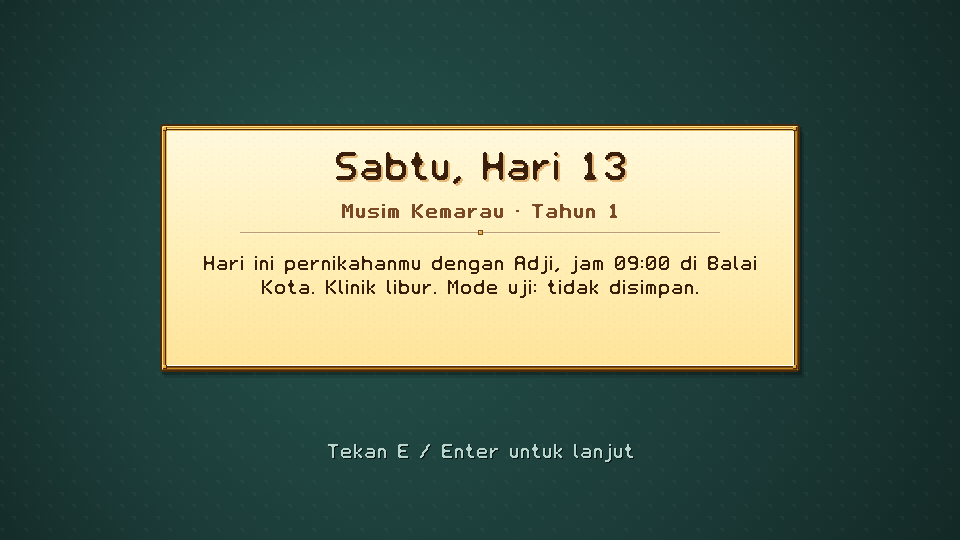 Sabtu, Hari 13
Musim Kemarau · Tahun 1
Hari ini pernikahanmu dengan Adji, jam 09:00 di Balai
Kota. Klinik libur. Mode uji: tidak disimpan.
Tekan E / Enter untuk lanjut